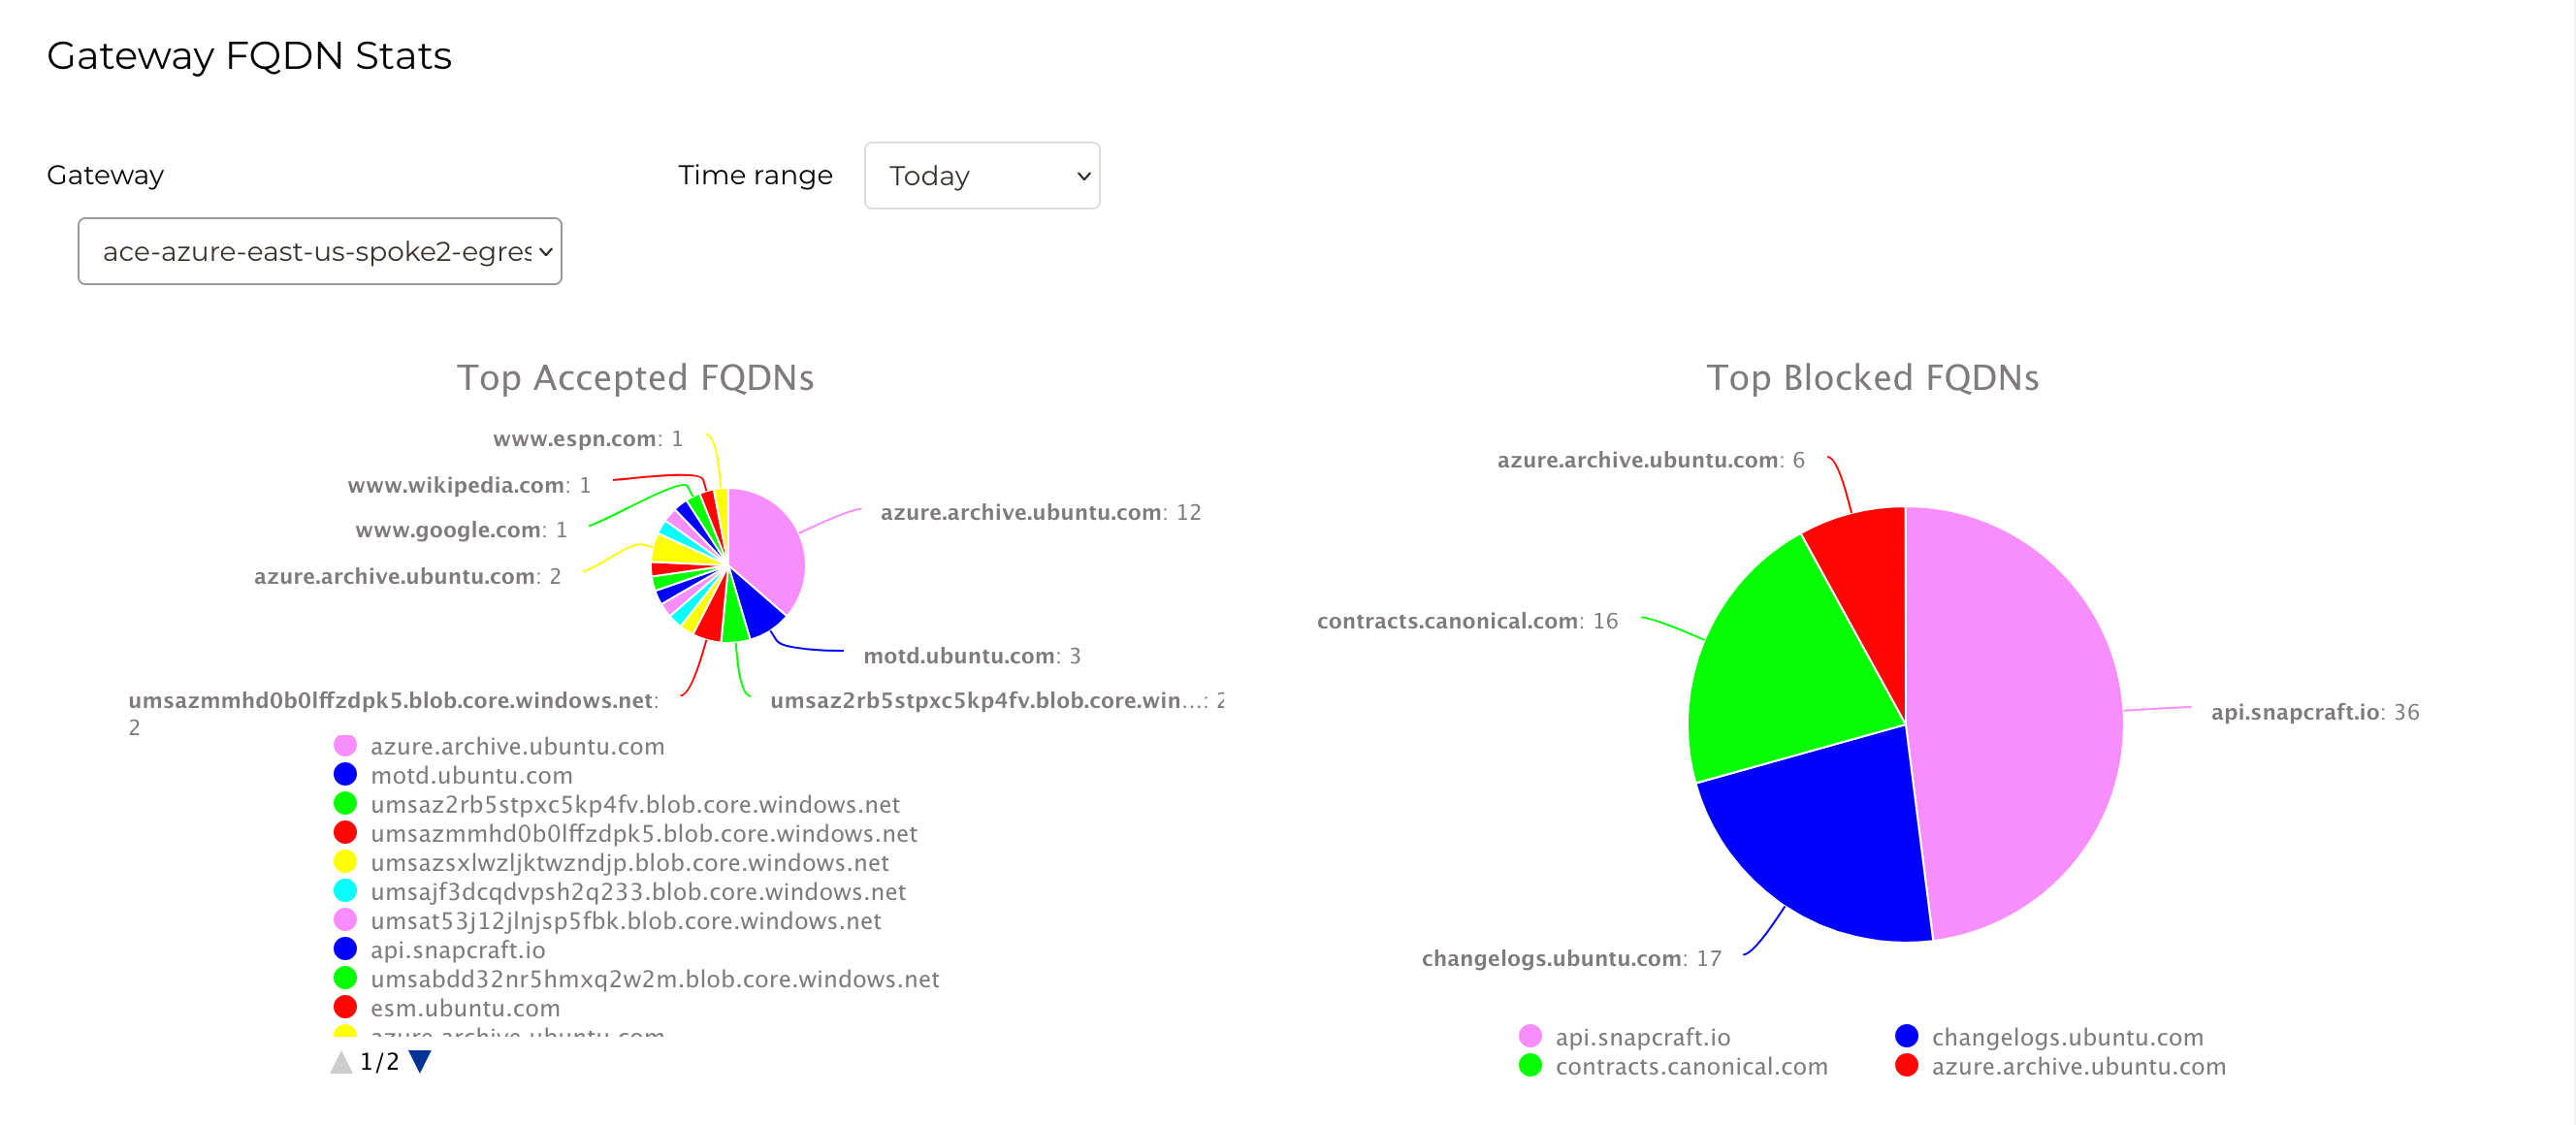 Gateway FQDN Stats
Gateway
Time range
Today
ace-azure-east-us-spoke2-egres
Top Accepted FQDNs
www.espn.com: 1
www.wikipedia.com: 1
www.google.com: 1
azure.archive.ubuntu.com: 2
azure.archive.ubuntu.com: 12
motd.ubuntu.com: 3
umsazmmhd0b0lffzdpk5.blob.core.windows.net:
2
umsaz2rb5stpxc5kp4fv.blob.core.win...: 2
azure.archive.ubuntu.com
motd.ubuntu.com
umsaz2rb5stpxc5kp4fv.blob.core.windows.net
umsazmmhd0b0lffzdpk5.blob.core.windows.net
umsazsxlwzljktwzndjp.blob.core.windows.net
umsajf3dcqdvpsh2q233.blob.core.windows.net
umsat53j12jlnjsp5fbk.blob.core.windows.net
api.snapcraft.io
umsabdd32nr5hmxq2w2m.blob.core.windows.net
esm.ubuntu.com
azure.archive.ubuntu.com
1/2
Top Blocked FQDNs
azure.archive.ubuntu.com: 6
contracts.canonical.com: 16
api.snapcraft.io: 36
changelogs.ubuntu.com: 17
api.snapcraft.io
changelogs.ubuntu.com
contracts.canonical.com
azure.archive.ubuntu.com